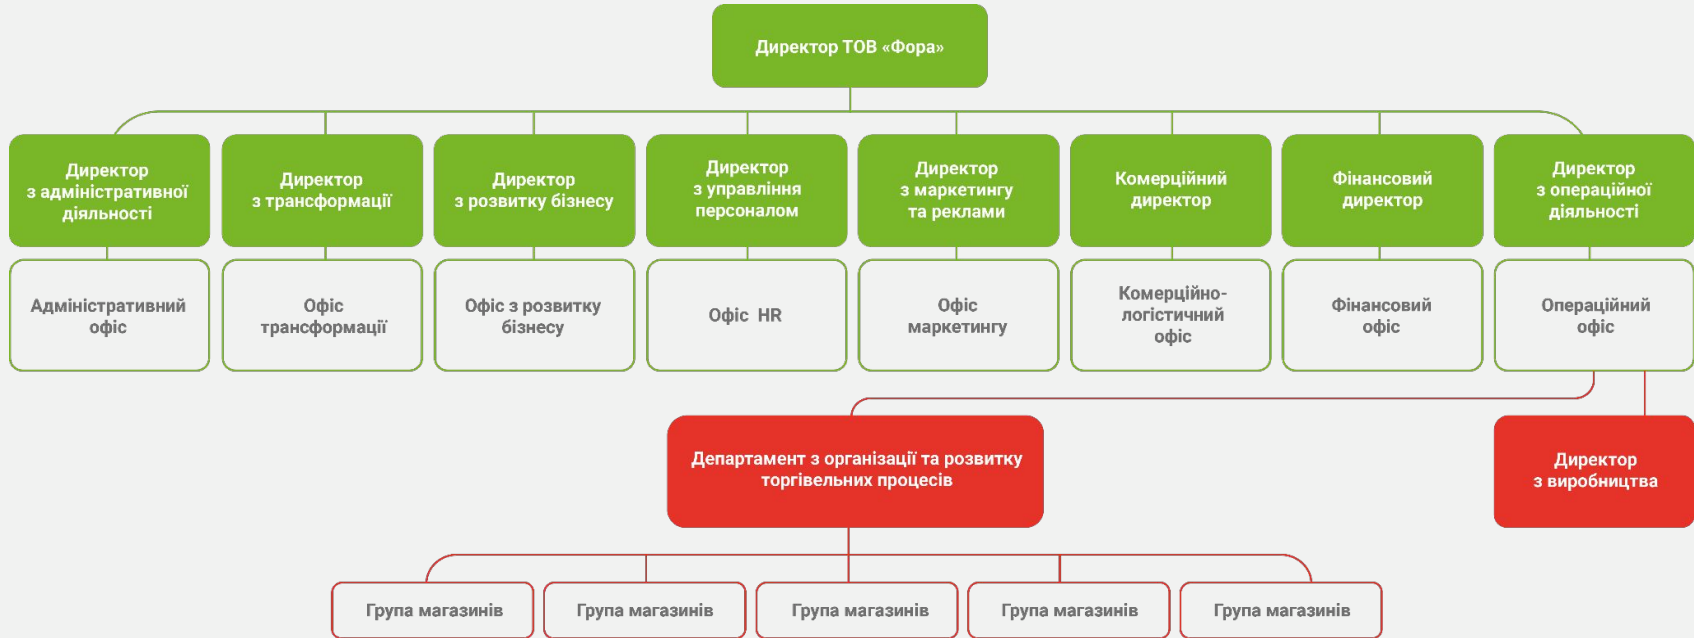 Директор ТОВ «Фора»
Директор
з адміністративної
діяльності
Директор
з трансформації
Директор
з розвитку бізнесу
Директор
з управління
персоналом
Директор
з маркетингу
та реклами
Комерційний
директор
Фінансовий
директор
Директор
з операційної
діяльності
Адміністративний
офіс
Офіс
трансформації
Офіс з розвитку
бізнесу
Офіс HR
Офіс
маркетингу
Комерційно-
логістичний
офіс
Фінансовий
офіс
Операційний
офіс
Департамент з організації та розвитку
торгівельних процесів
Директор
з виробництва
Група магазинів
Група магазинів
Група магазинів
Група магазинів
Група магазинів